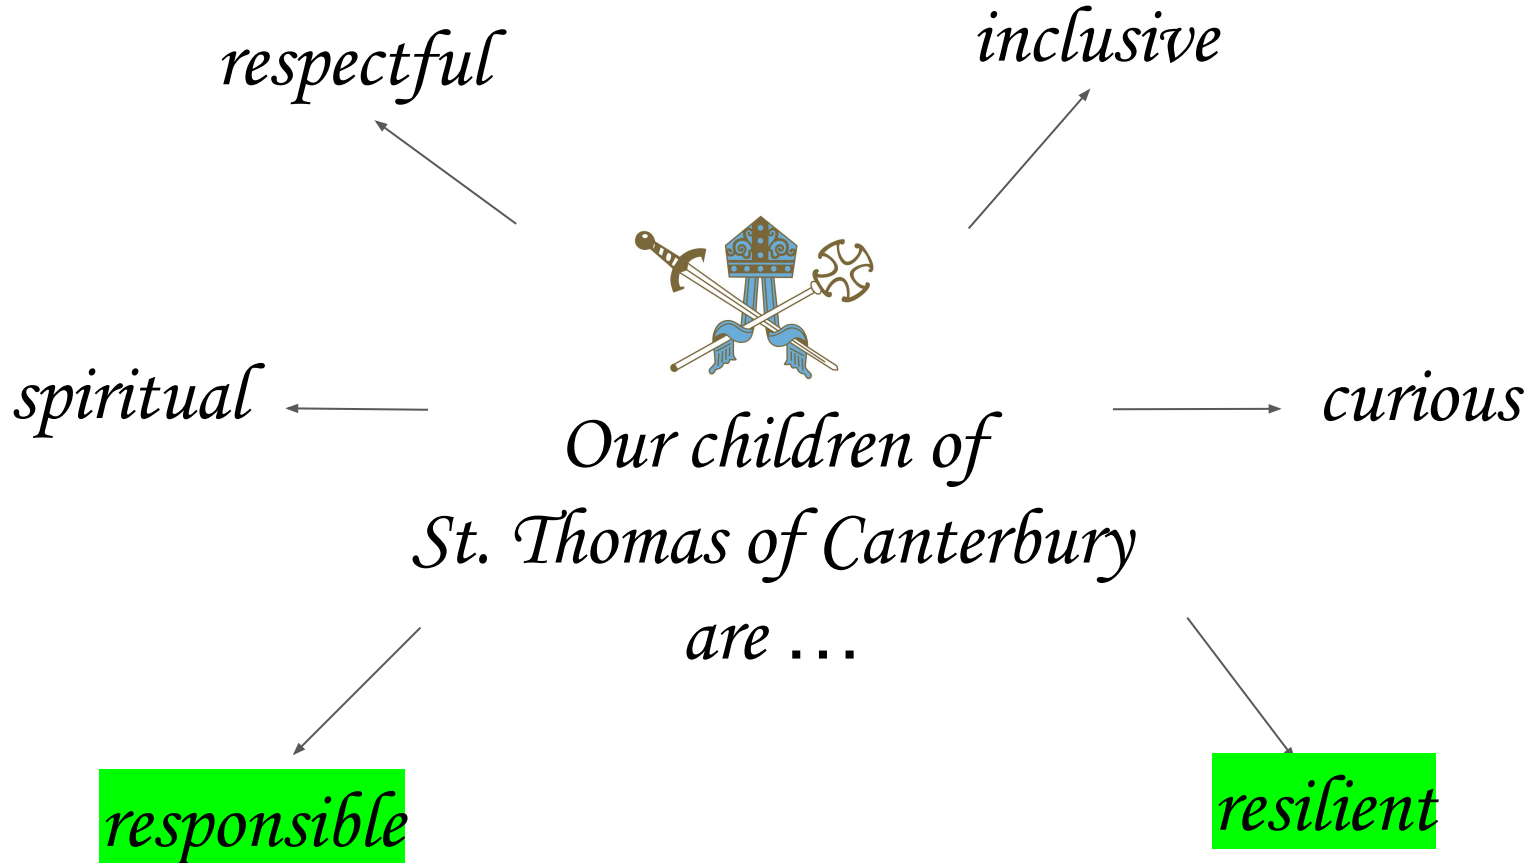 respectful
inclusive
spiritual
curious
Our children of
St. Thomas of Canterbury
are ...
responsible
resilient